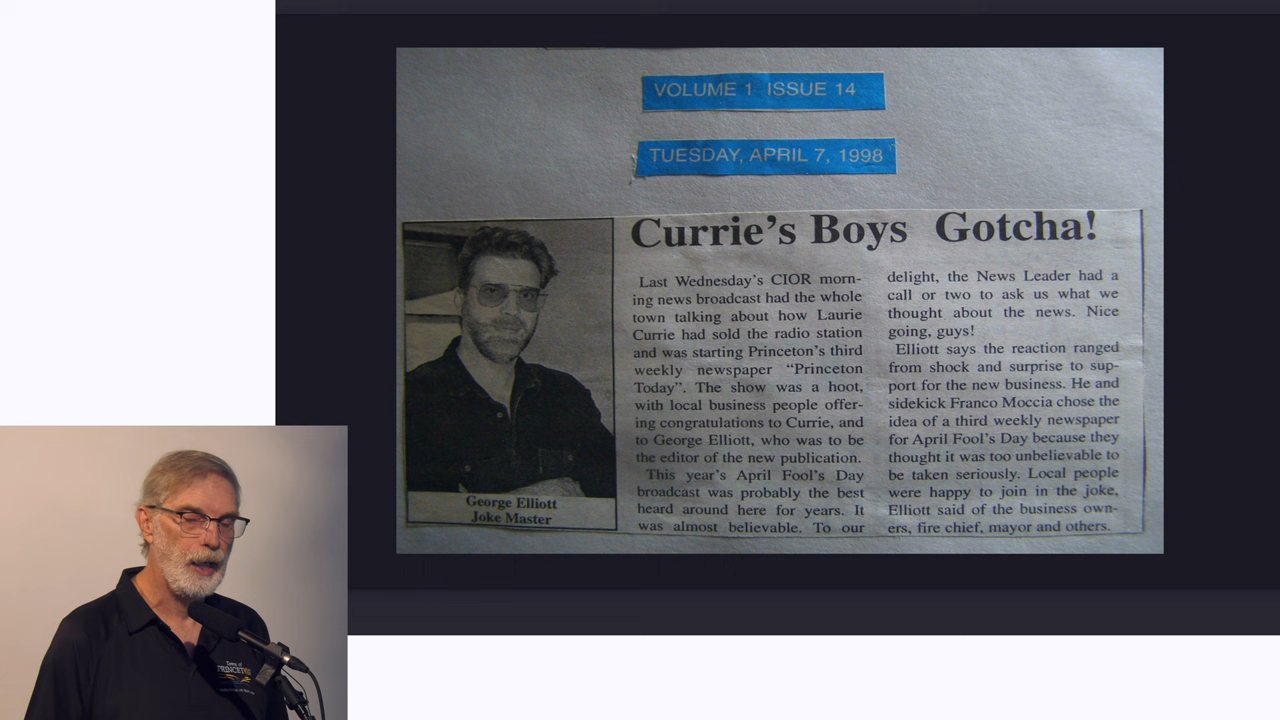 VOLUME 1 ISSUE 14
TUESDAY, APRIL 7, 1998
Currie's Boys Gotcha!
Last Wednesday's CIOR morn-
ing news broadcast had the whole
town talking about how Laurie
Currie had sold the radio station
and was starting Princeton's third
weekly newspaper “Princeton
Today”. The show was a hoot,
with local business people offer-
ing congratulations to Currie, and
to George Elliott, who was to be
the editor of the new publication.
This year's April Fool's Day
broadcast was probably the best
heard around here for years. It
was almost believable. To our
delight, the News Leader had a
call or two to ask us what we
thought about the news. Nice
going, guys!
Elliott says the reaction ranged
from shock and surprise to sup-
port for the new business. He and
sidekick Franco Moccia chose the
idea of a third weekly newspaper
for April Fool's Day because they
thought it was too unbelievable to
be taken seriously. Local people
were happy to join in the joke,
Elliott said of the business own-
ers, fire chief, mayor and others.
George Elliott
Joke Master
Town of
PRINCETON